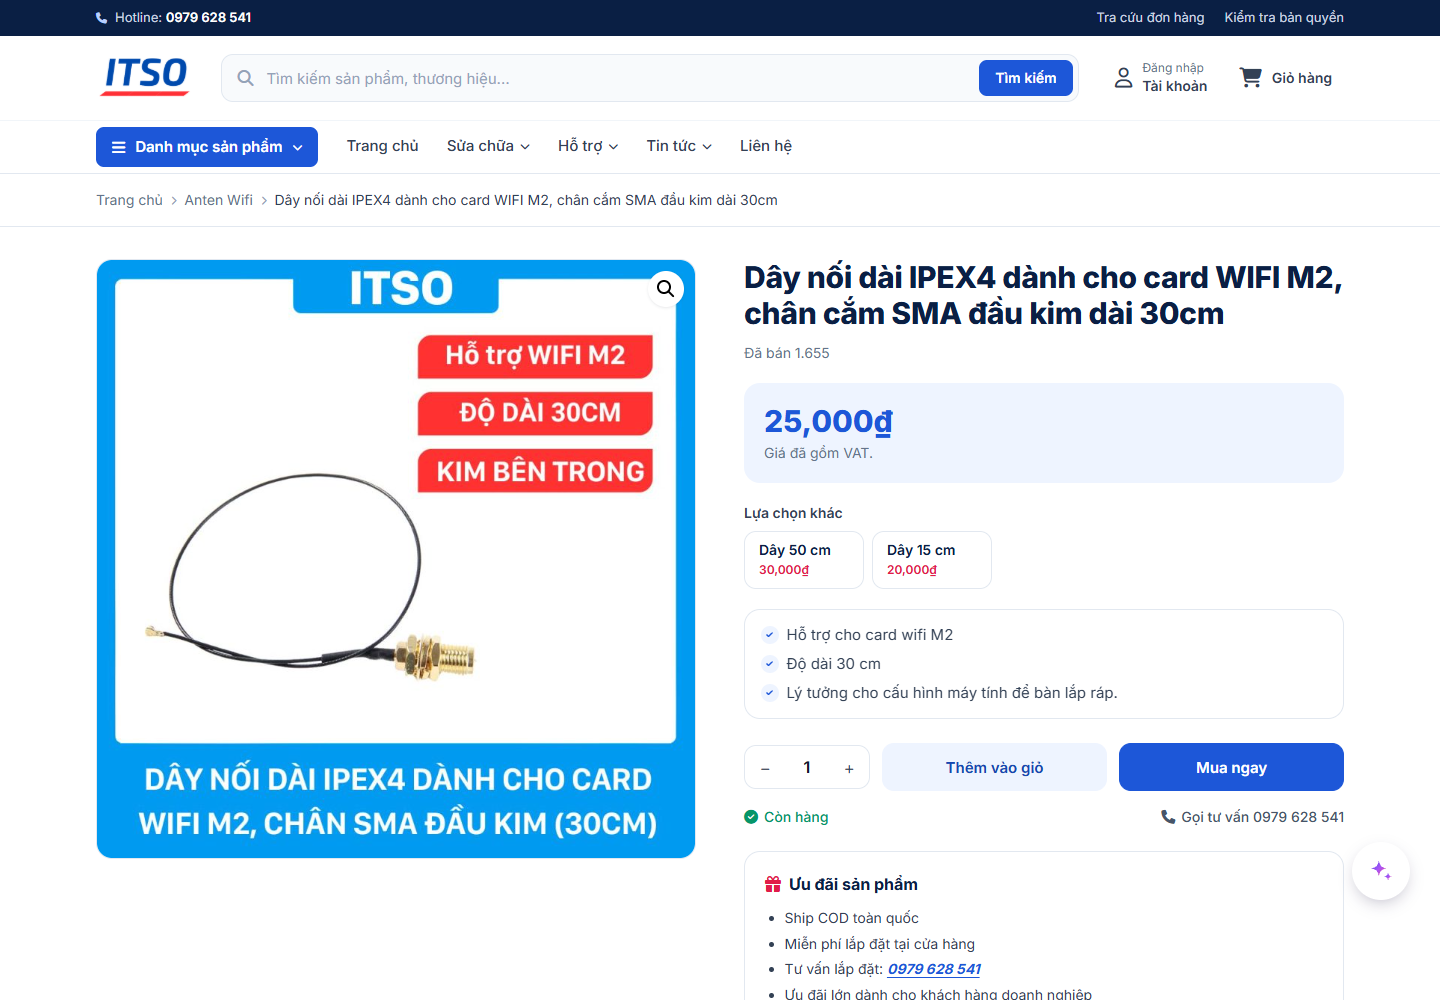 Hotline: 0979 628 541
Tra cứu đơn hàng
Kiểm tra bản quyền
ITSO
Tìm kiếm sản phẩm, thương hiệu...
Tìm kiếm
Đăng nhập
Tài khoản
Giỏ hàng
Danh mục sản phẩm
Trang chủ
Sửa chữa
Hỗ trợ
Tin tức
Liên hệ
Trang chủ > Anten Wifi > Dây nối dài IPEX4 dành cho card WIFI M2, chân cắm SMA đầu kim dài 30cm
ITSO
Hỗ trợ WIFI M2
ĐỘ DÀI 30CM
KIM BÊN TRONG
DÂY NỐI DÀI IPEX4 DÀNH CHO CARD
WIFI M2, CHÂN SMA ĐẦU KIM (30CM)
Dây nối dài IPEX4 dành cho card WIFI M2,
chân cắm SMA đầu kim dài 30cm
Đã bán 1.655
25,000₫
Giá đã gồm VAT.
Lựa chọn khác
Dây 50 cm
30,000₫
Dây 15 cm
20,000₫
Hỗ trợ cho card wifi M2
Độ dài 30 cm
Lý tưởng cho cấu hình máy tính để bàn lắp ráp.
− 1 +
Thêm vào giỏ
Mua ngay
Còn hàng
Gọi tư vấn 0979 628 541
Ưu đãi sản phẩm
Ship COD toàn quốc
Miễn phí lắp đặt tại cửa hàng
Tư vấn lắp đặt: 0979 628 541
Ưu đãi lớn dành cho khách hàng doanh nghiệp